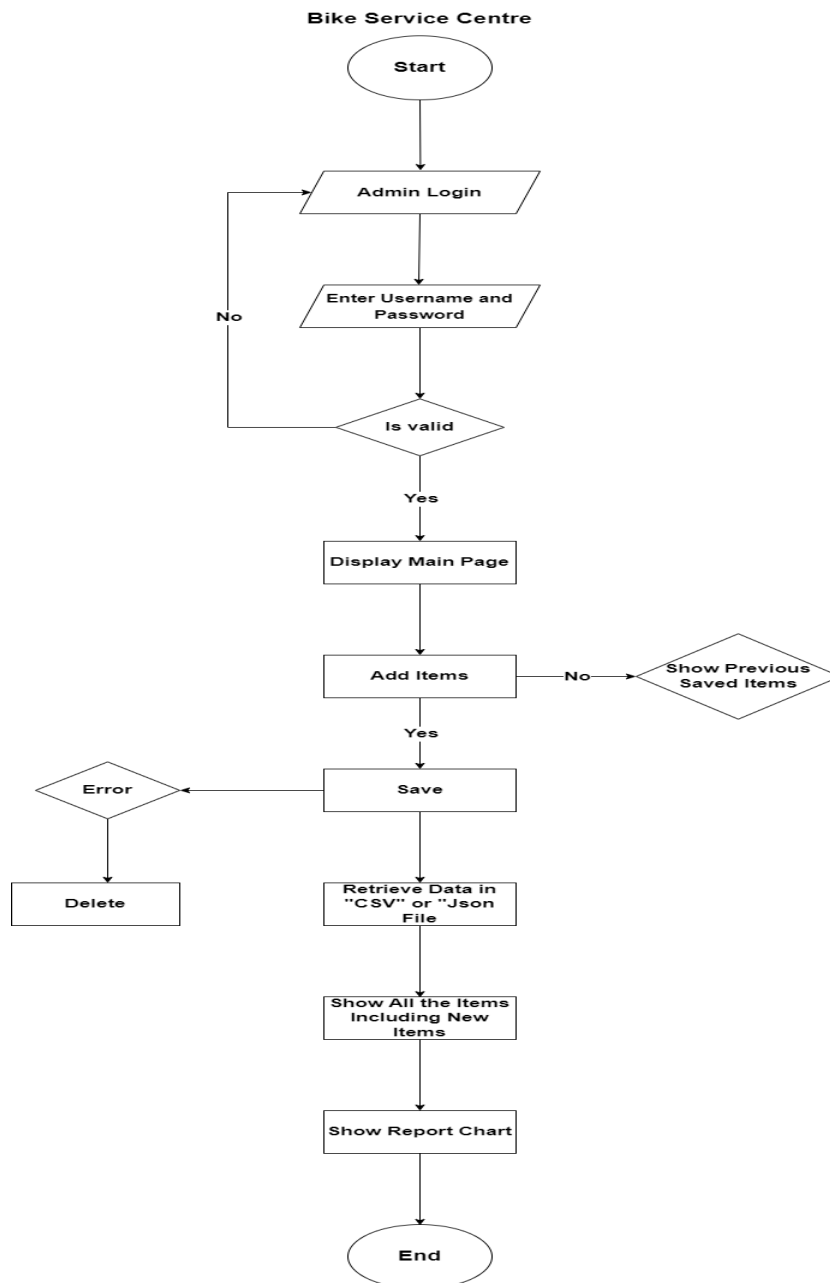 Bike Service Centre
Start
Admin Login
Enter Username and
Password
No
Is valid
Yes
Display Main Page
Add Items
No
Show Previous
Saved Items
Yes
Error
Save
Delete
Retrieve Data in
"CSV" or "Json
File
Show All the Items
Including New
Items
Show Report Chart
End